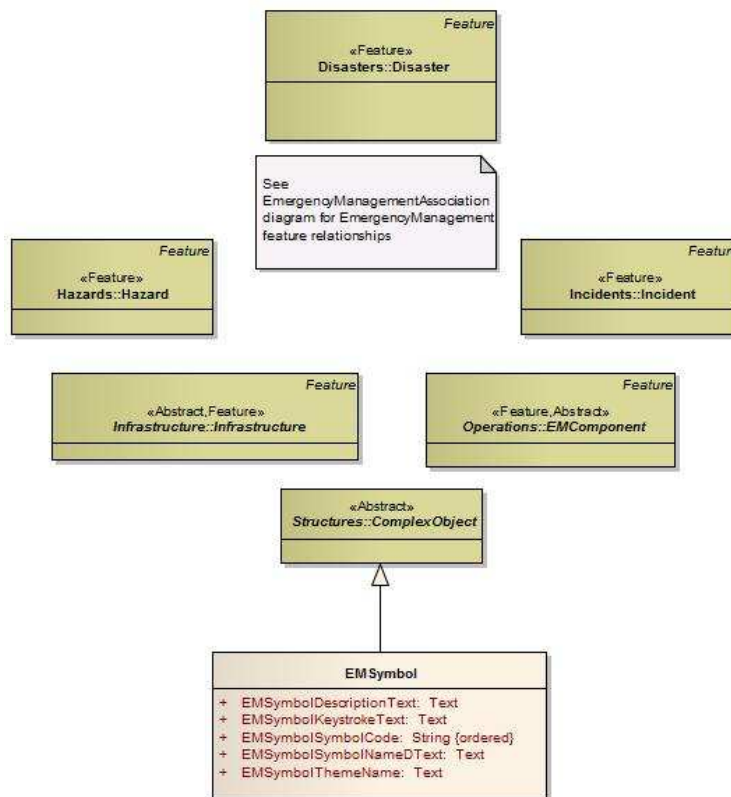 Feature
«Feature»
Disasters::Disaster
See
EmergencyManagementAssociation
diagram for EmergencyManagement
feature relationships
Feature
«Feature»
Hazards::Hazard
Featur
«Feature»
Incidents::Incident
Feature
«Abstract,Feature»
Infrastructure::Infrastructure
Feature
«Feature,Abstract»
Operations::EMComponent
«Abstract»
Structures::ComplexObject
EMSymbol
+ EMSymbolDescriptionText: Text
+ EMSymbolKeystrokeText: Text
+ EMSymbolSymbolCode: String {ordered}
+ EMSymbolSymbolNameDText: Text
+ EMSymbolThemeName: Text